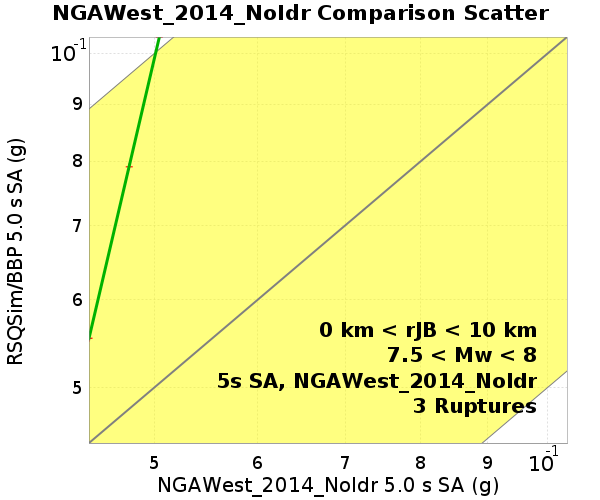 NGAWest_2014_NoIdr Comparison Scatter
RSQSim/BBP 5.0 s SA (g)
10⁻¹
9
8
7
6
5
0 km < rJB < 10 km
7.5 < Mw < 8
5s SA, NGAWest_2014_NoIdr
3 Ruptures
5 6 7 8 9 10⁻¹
NGAWest_2014_NoIdr 5.0 s SA (g)